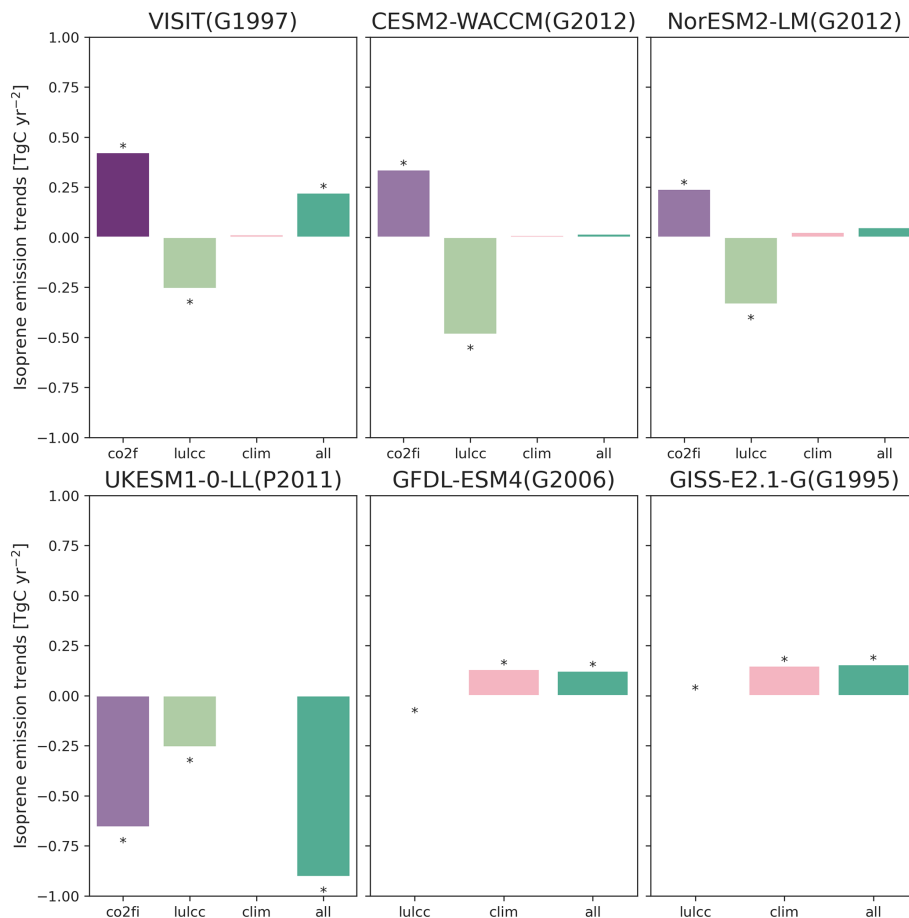 VISIT(G1997)
CESM2-WACCM(G2012)
NorESM2-LM(G2012)
Isoprene emission trends [TgC yr⁻²]
1.00
0.75
0.50
0.25
0.00
−0.25
−0.50
−0.75
−1.00
*
*
*
*
*
*
*
co2f lulcc clim all
co2fi lulcc clim all
co2fi lulcc clim all
UKESM1-0-LL(P2011)
GFDL-ESM4(G2006)
GISS-E2.1-G(G1995)
Isoprene emission trends [TgC yr⁻²]
1.00
0.75
0.50
0.25
0.00
−0.25
−0.50
−0.75
−1.00
*
*
*
*
*
*
*
*
*
co2fi lulcc clim all
lulcc clim all
lulcc clim all